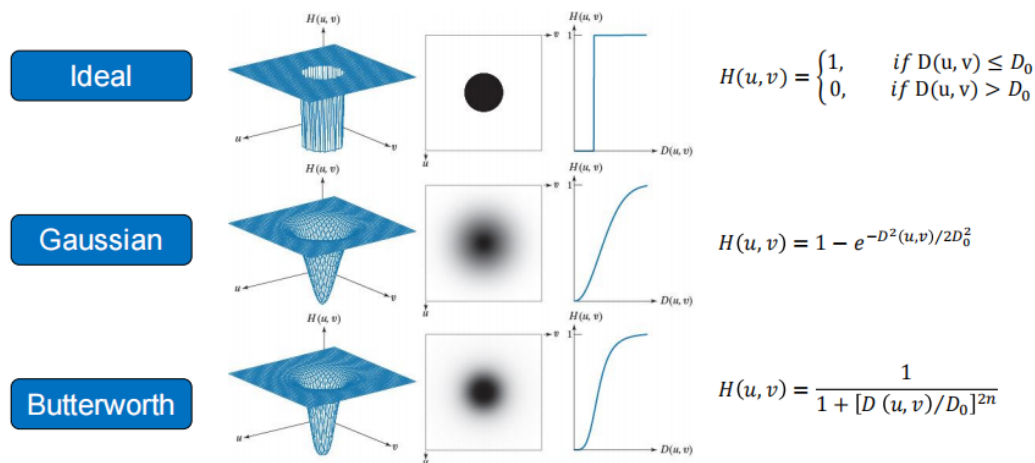 Ideal
H(u, v)
u
v
v
u
H(u, v)
1
D(u, v)
H(u, v) = {1, if D(u, v) ≤ D₀
0, if D(u, v) > D₀
Gaussian
H(u, v)
u
v
v
u
H(u, v)
1
D(u, v)
H(u, v) = 1 − e^{−D²(u,v)/2D₀²}
Butterworth
H(u, v)
u
v
v
u
H(u, v)
1
D(u, v)
H(u, v) = 1 / 1 + [D (u, v)/D₀]²ⁿ